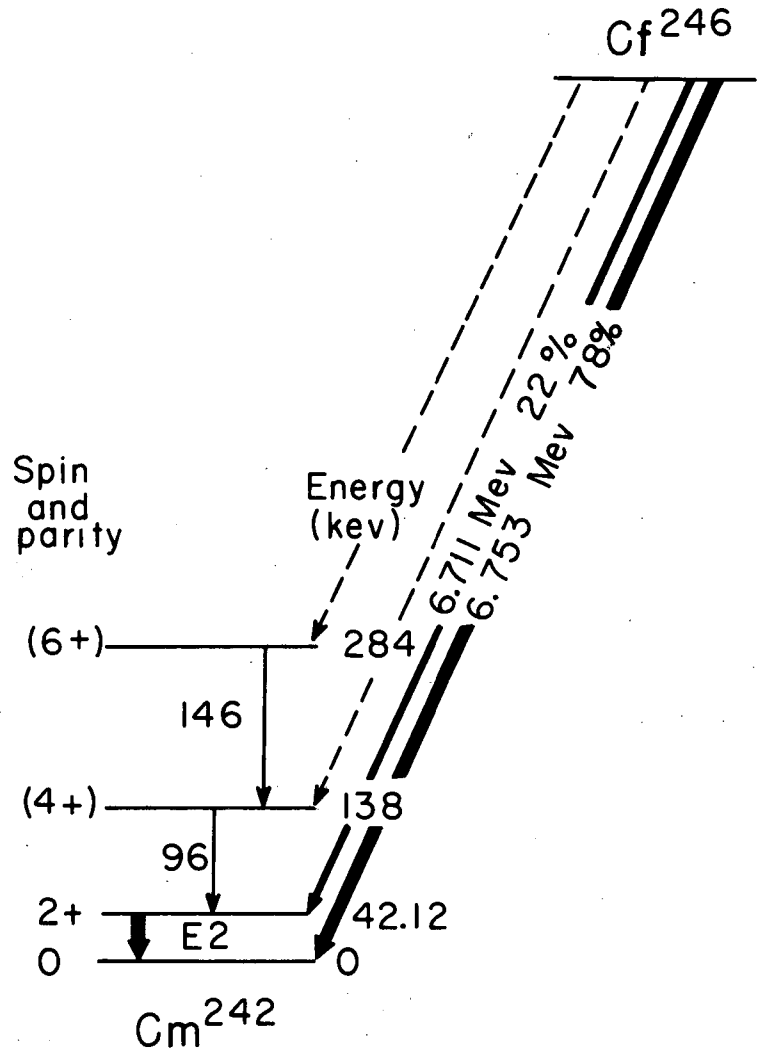 Cf²⁴⁶
6.711 Mev 22%
6.753 Mev 78%
Spin
and
parity
Energy
(kev)
(6+) 284
146
(4+) 138
96
2+ 42.12
E2
0 0
Cm²⁴²